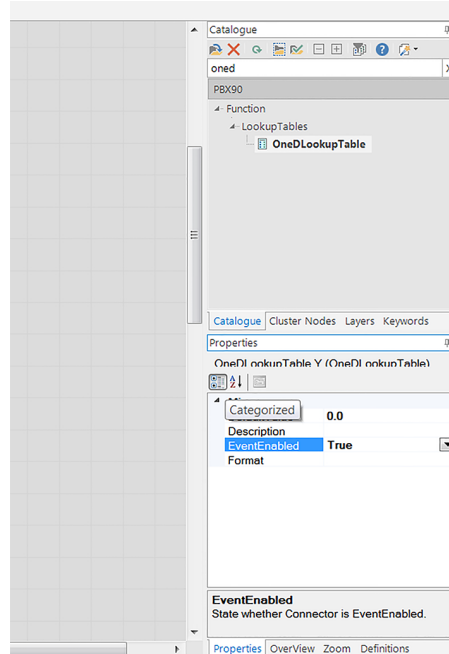 Catalogue
oned
PBX90
Function
LookupTables
OneDLookupTable
Catalogue Cluster Nodes Layers Keywords
Properties
OneDLookupTable Y (OneDLookupTable)
Categorized
0.0
Description
EventEnabled True
Format
EventEnabled
State whether Connector is EventEnabled.
Properties OverView Zoom Definitions